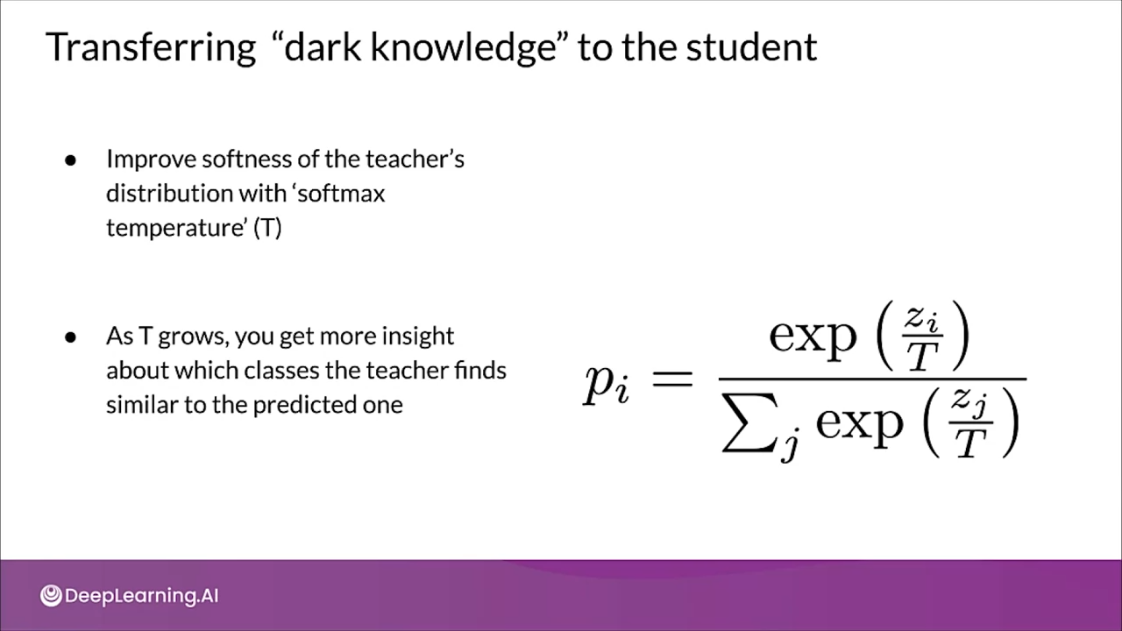 Transferring “dark knowledge” to the student
● Improve softness of the teacher’s
distribution with ‘softmax
temperature’ (T)
● As T grows, you get more insight
about which classes the teacher finds
similar to the predicted one
p_i = exp(z_i/T) / ∑_j exp(z_j/T)
DeepLearning.AI